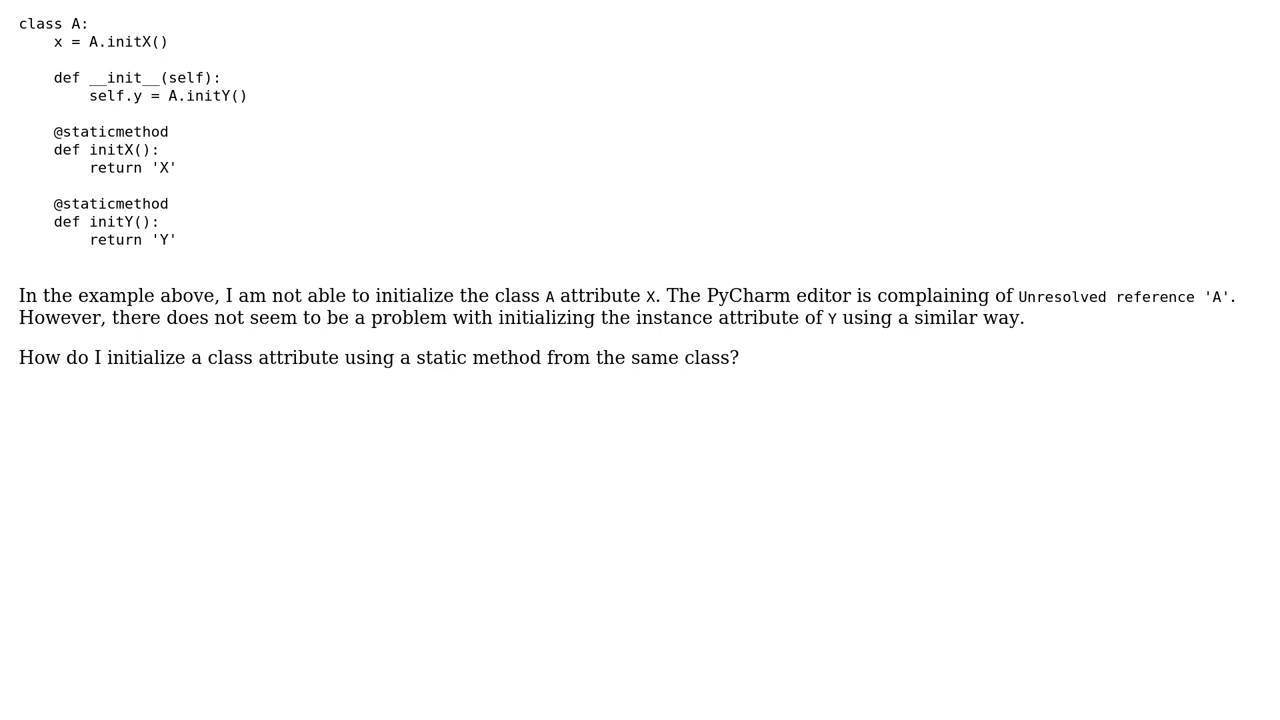 class A:
    x = A.initX()

    def __init__(self):
        self.y = A.initY()

    @staticmethod
    def initX():
        return 'X'

    @staticmethod
    def initY():
        return 'Y'

In the example above, I am not able to initialize the class A attribute X. The PyCharm editor is complaining of Unresolved reference 'A'.
However, there does not seem to be a problem with initializing the instance attribute of Y using a similar way.

How do I initialize a class attribute using a static method from the same class?